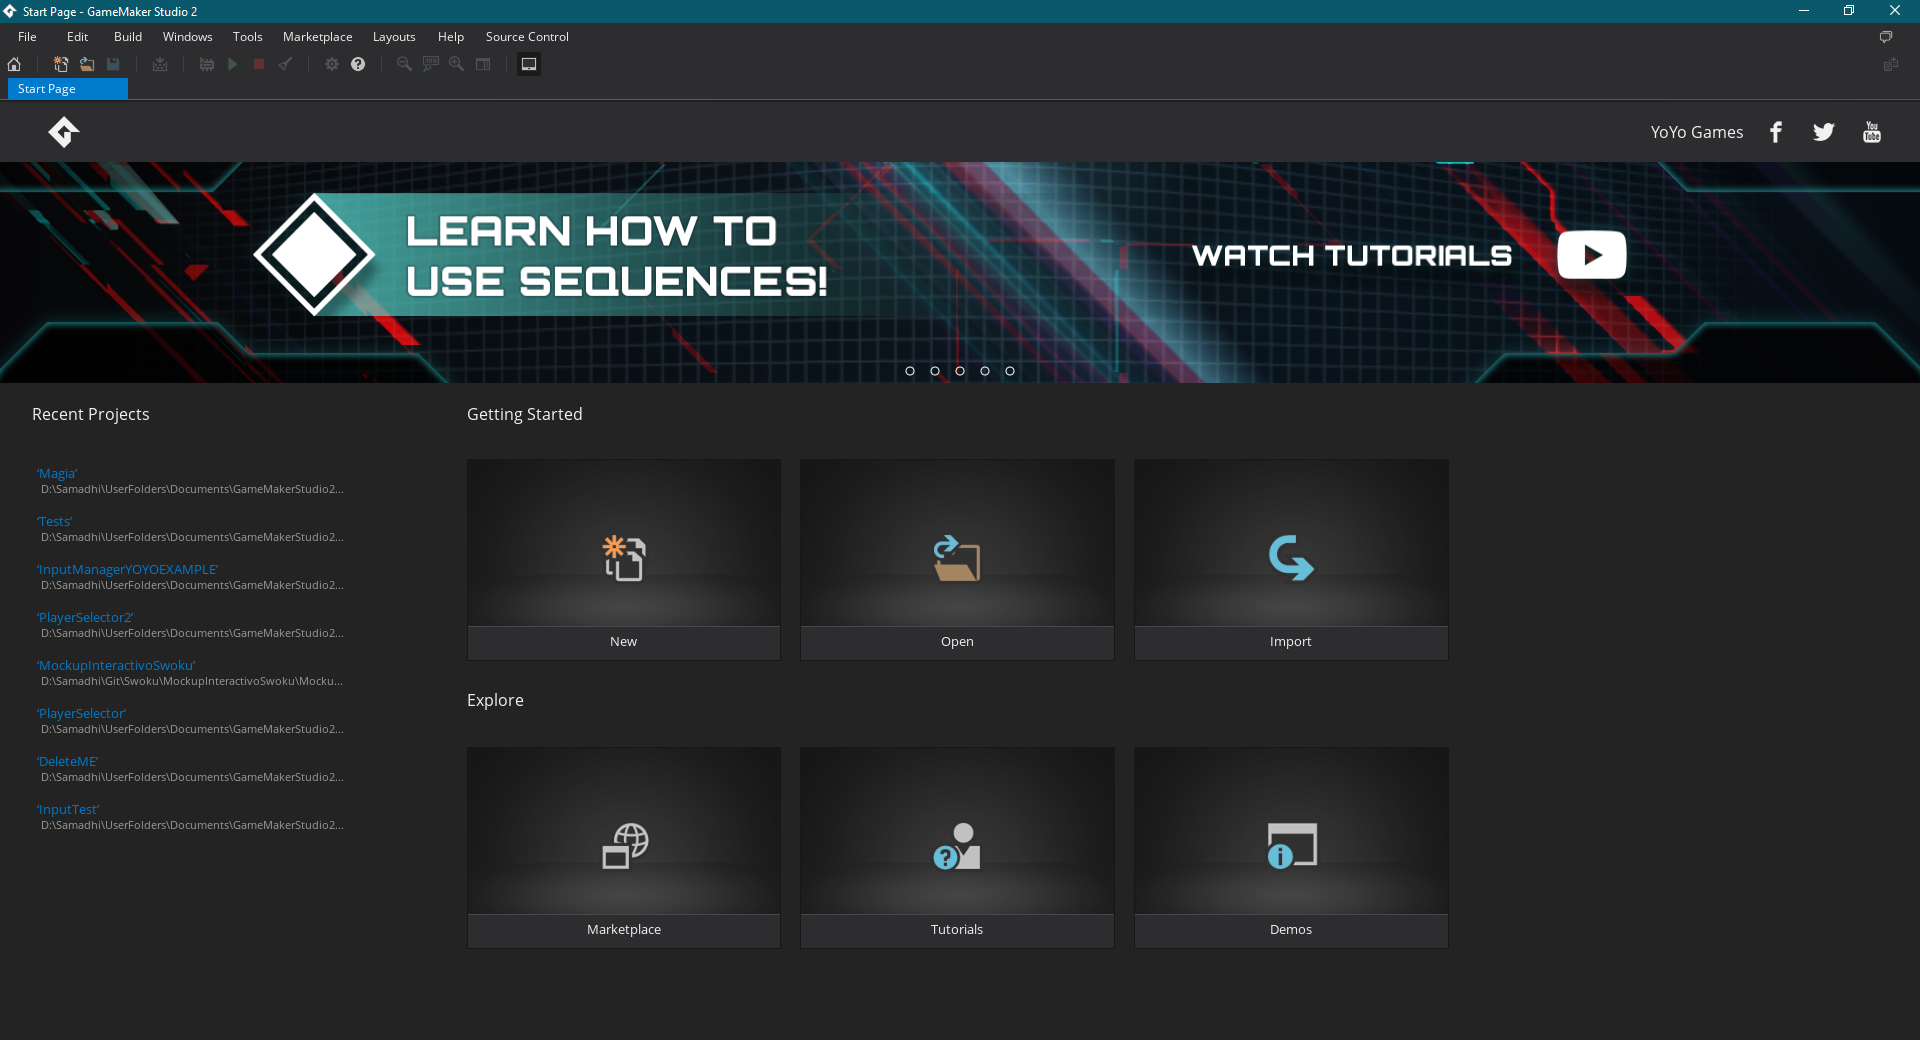 Start Page - GameMaker Studio 2
File Edit Build Windows Tools Marketplace Layouts Help Source Control
Start Page
YoYo Games
You
Tube
LEARN HOW TO
USE SEQUENCES!
WATCH TUTORIALS
Recent Projects
‘Magia’
D:\Samadhi\UserFolders\Documents\GameMakerStudio2...
‘Tests’
D:\Samadhi\UserFolders\Documents\GameMakerStudio2...
‘InputManagerYOYOEXAMPLE’
D:\Samadhi\UserFolders\Documents\GameMakerStudio2...
‘PlayerSelector2’
D:\Samadhi\UserFolders\Documents\GameMakerStudio2...
‘MockupInteractivoSwoku’
D:\Samadhi\Git\Swoku\MockupInteractivoSwoku\Mocku...
‘PlayerSelector’
D:\Samadhi\UserFolders\Documents\GameMakerStudio2...
‘DeleteME’
D:\Samadhi\UserFolders\Documents\GameMakerStudio2...
‘InputTest’
D:\Samadhi\UserFolders\Documents\GameMakerStudio2...
Getting Started
New Open Import
Explore
Marketplace Tutorials Demos